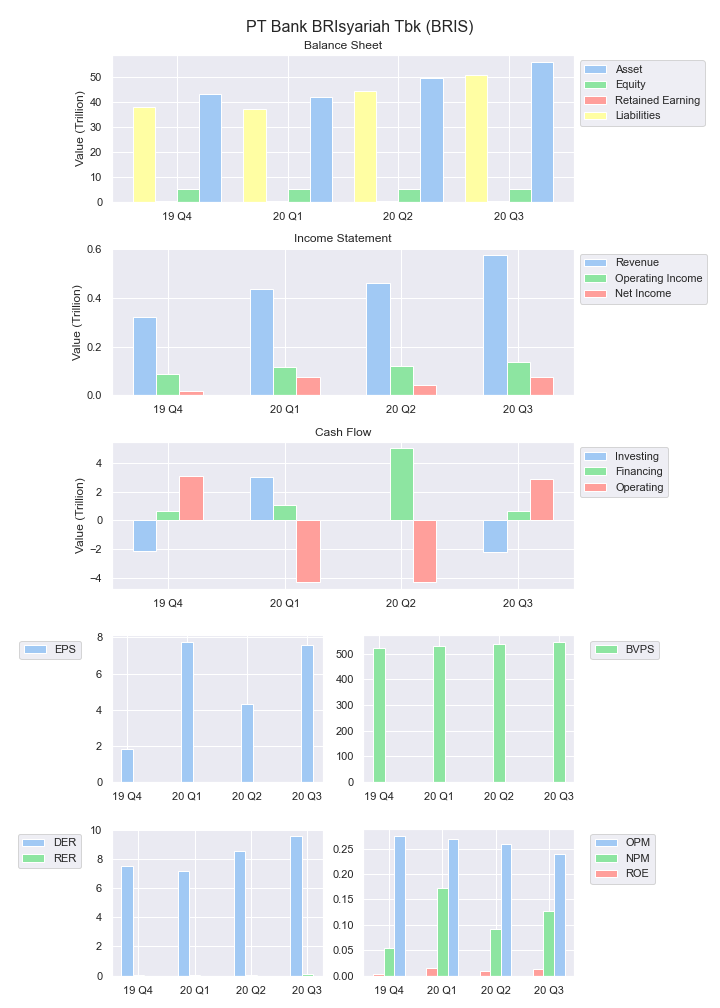 PT Bank BRIsyariah Tbk (BRIS)
Balance Sheet
Value (Trillion)
50
40
30
20
10
0
19 Q4 20 Q1 20 Q2 20 Q3
Asset
Equity
Retained Earning
Liabilities
Income Statement
Value (Trillion)
0.6
0.4
0.2
0.0
19 Q4 20 Q1 20 Q2 20 Q3
Revenue
Operating Income
Net Income
Cash Flow
Value (Trillion)
4
2
0
−2
−4
19 Q4 20 Q1 20 Q2 20 Q3
Investing
Financing
Operating
EPS
8
6
4
2
0
19 Q4 20 Q1 20 Q2 20 Q3
500
400
300
200
100
0
19 Q4 20 Q1 20 Q2 20 Q3
BVPS
DER
RER
10
8
6
4
2
0
19 Q4 20 Q1 20 Q2 20 Q3
0.25
0.20
0.15
0.10
0.05
0.00
19 Q4 20 Q1 20 Q2 20 Q3
OPM
NPM
ROE